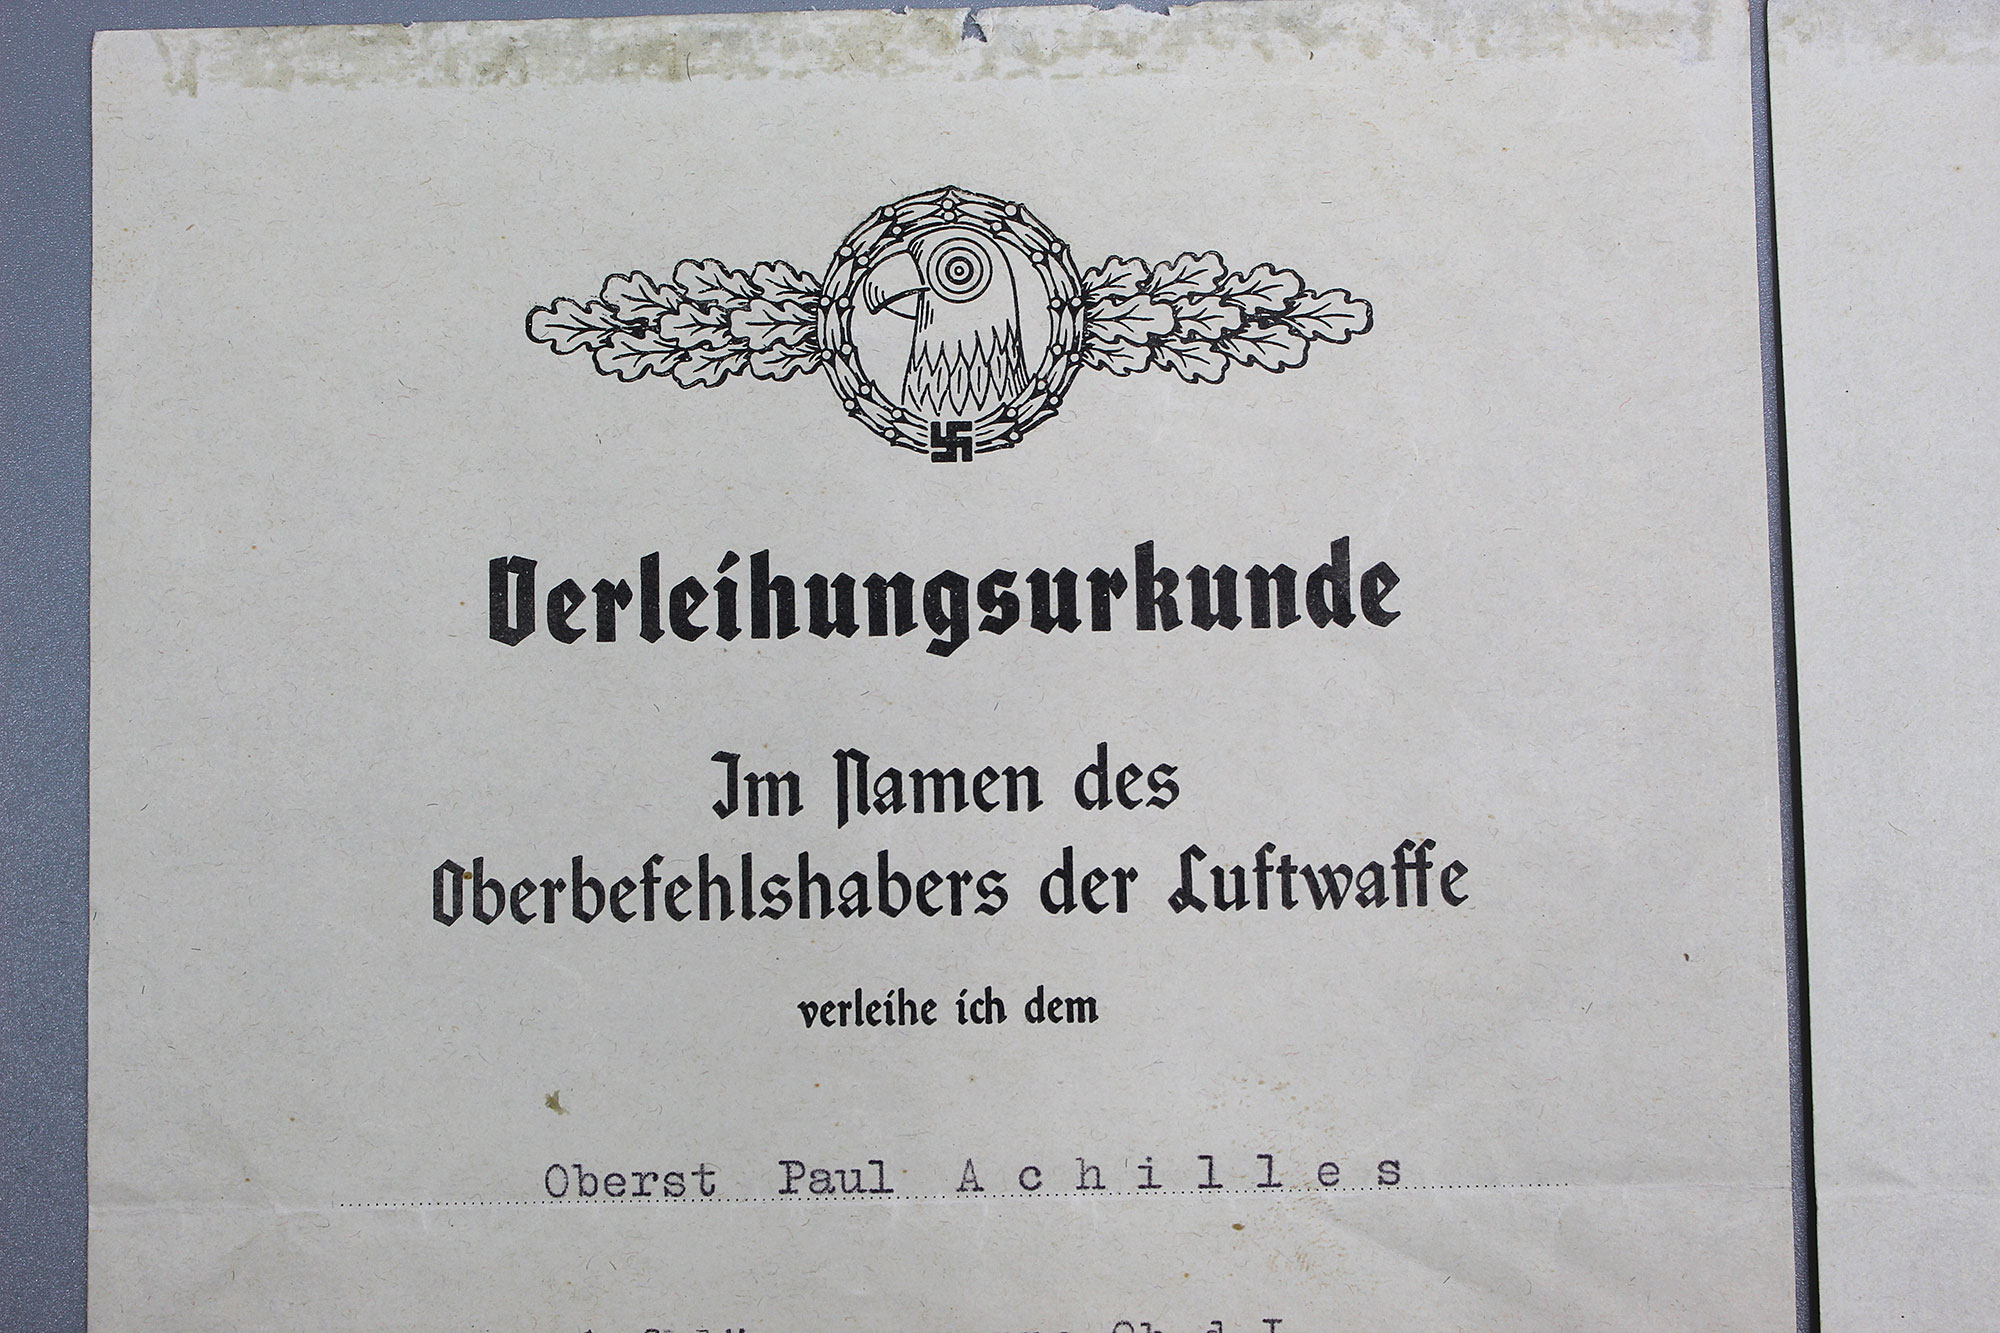 Verleihungsurkunde
Im Namen des
Oberbefehlshabers der Luftwaffe
verleihe ich dem
Oberst Paul Achilles